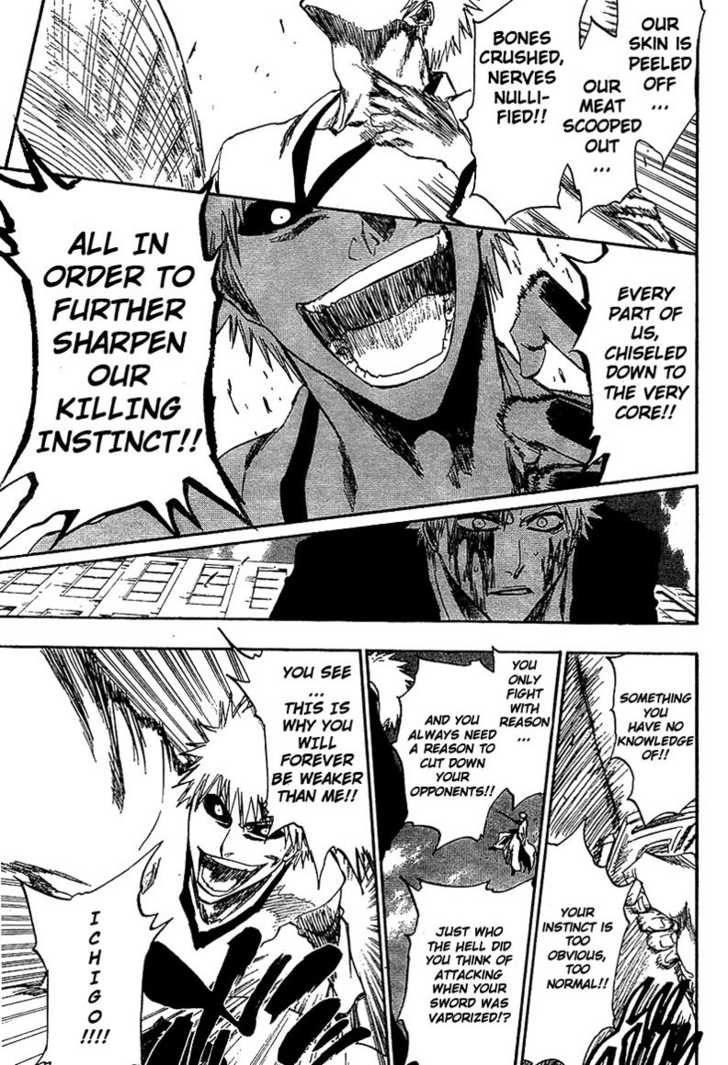 OUR
SKIN IS
PEELED
OFF
...
OUR
MEAT
SCOOPED
OUT
...
BONES
CRUSHED,
NERVES
NULLI-
FIED!!
EVERY
PART OF
US,
CHISELED
DOWN TO
THE VERY
CORE!!
ALL IN
ORDER TO
FURTHER
SHARPEN
OUR
KILLING
INSTINCT!!
SOMETHING
YOU
HAVE NO
KNOWLEDGE
OF!!
YOUR
INSTINCT IS
TOO
OBVIOUS,
TOO
NORMAL!!
YOU
ONLY
FIGHT
WITH
REASON
...
AND YOU
ALWAYS NEED
A REASON TO
CUT DOWN
YOUR
OPPONENTS!!
JUST WHO
THE HELL DID
YOU THINK OF
ATTACKING
WHEN YOUR
SWORD WAS
VAPORIZED!?
YOU SEE
...
THIS IS
WHY YOU
WILL
FOREVER
BE WEAKER
THAN ME!!
I
C
H
I
G
O
!!!!